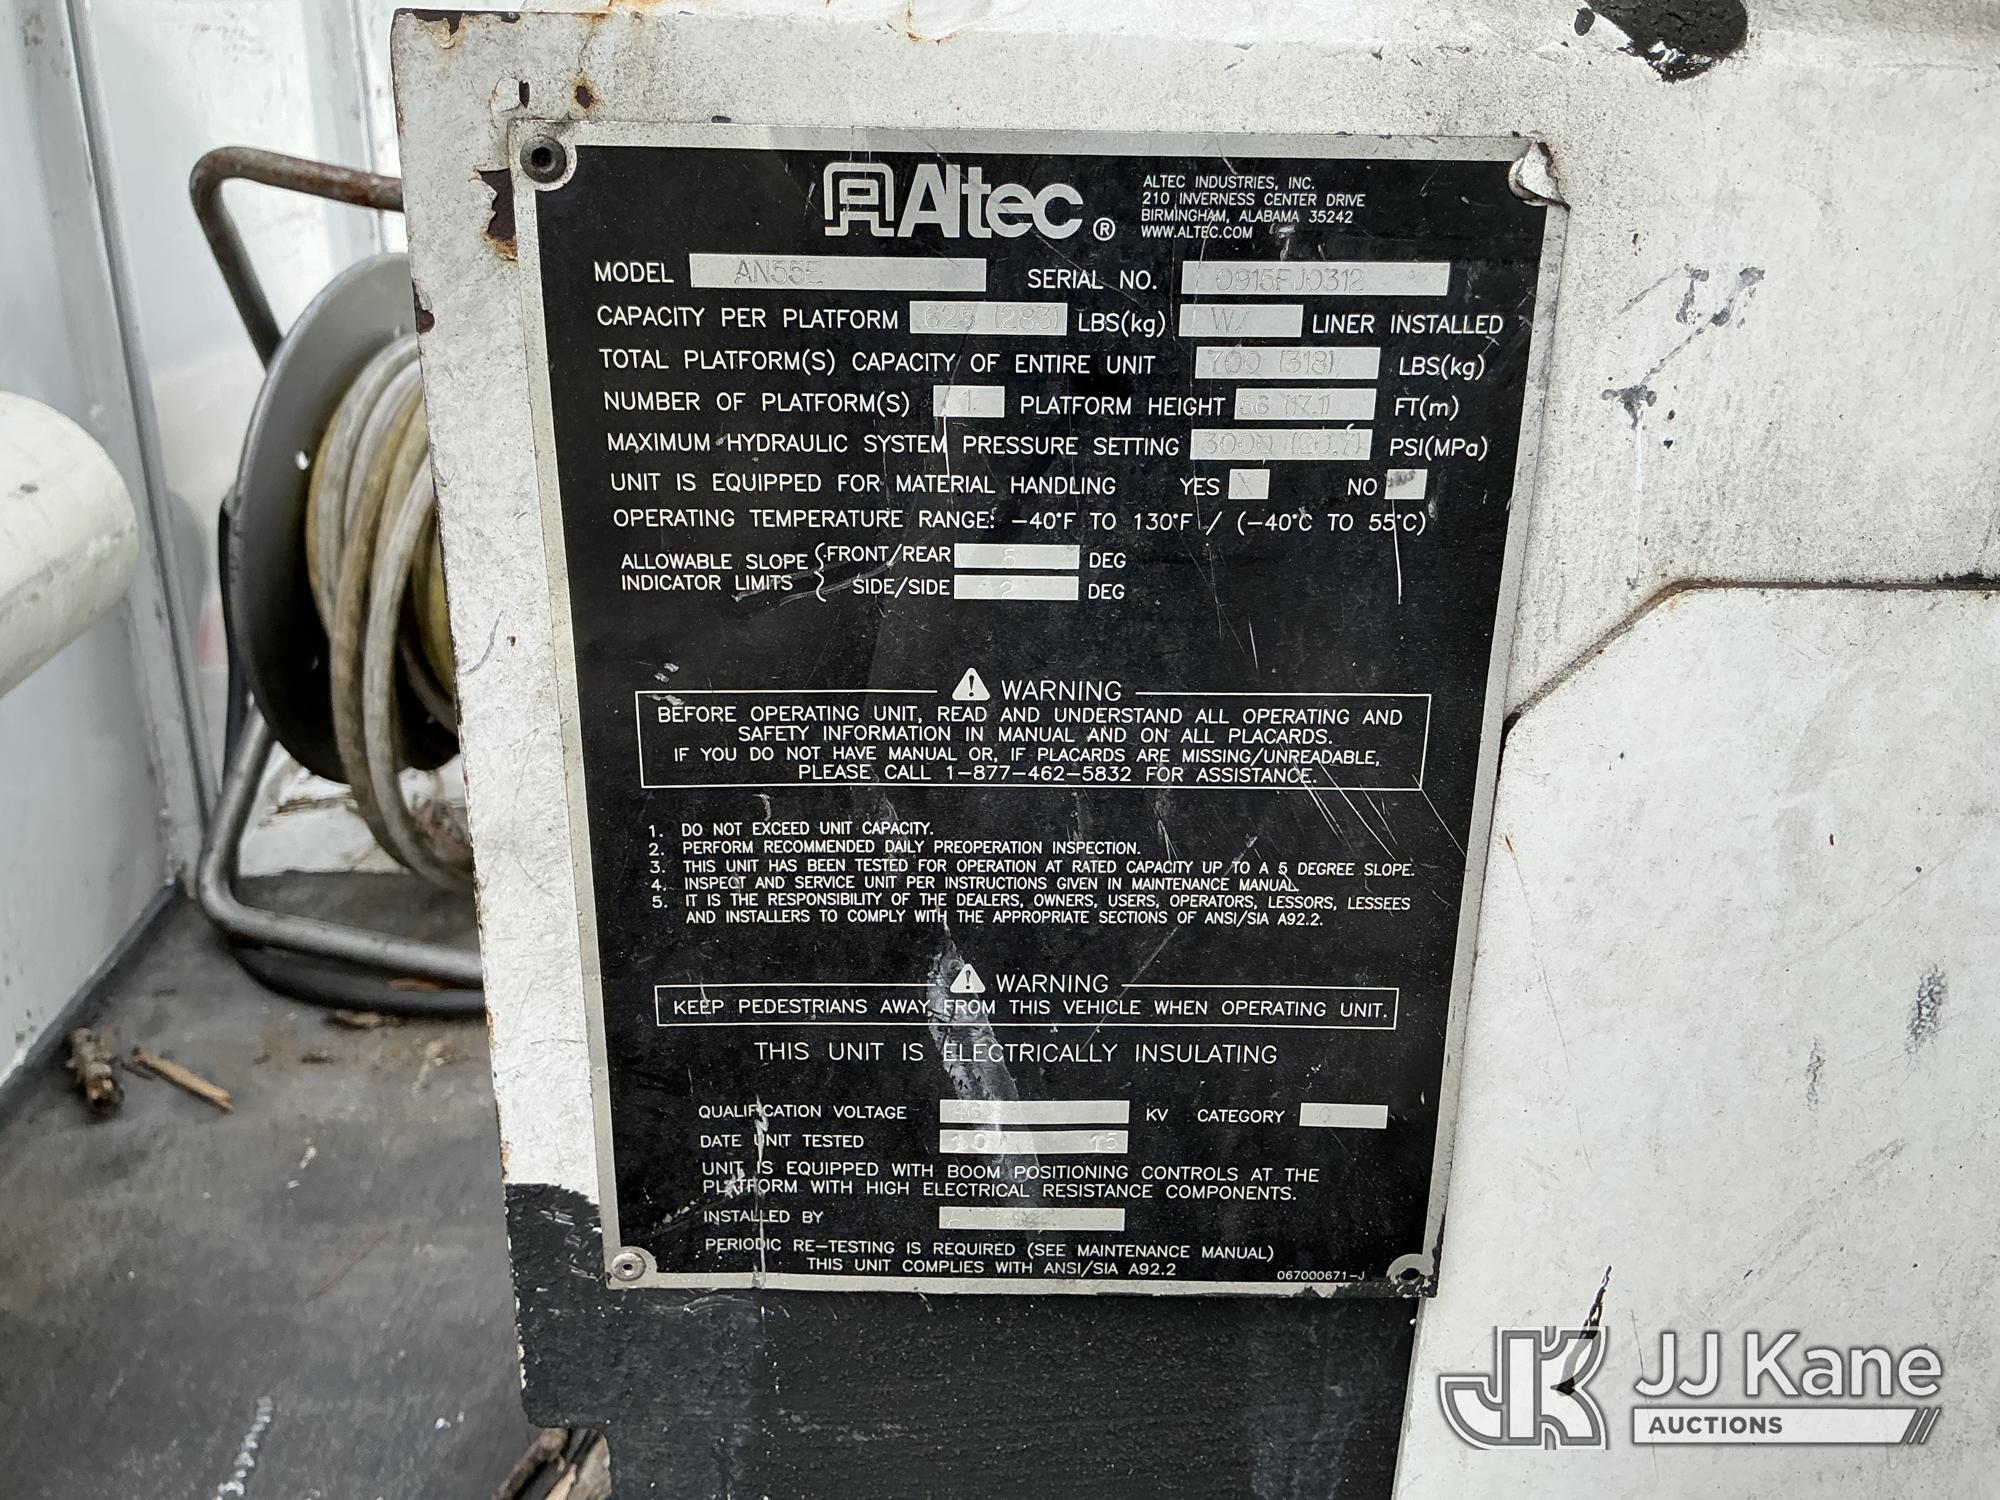 Altec ®
ALTEC INDUSTRIES, INC.
210 INVERNESS CENTER DRIVE
BIRMINGHAM, ALABAMA 35242
WWW.ALTEC.COM
MODEL AN55E SERIAL NO. 0915FJ0312
CAPACITY PER PLATFORM 625 (283) LBS(kg) W/ LINER INSTALLED
TOTAL PLATFORM(S) CAPACITY OF ENTIRE UNIT 700 (318) LBS(kg)
NUMBER OF PLATFORM(S) 1 PLATFORM HEIGHT 56 (17.1) FT(m)
MAXIMUM HYDRAULIC SYSTEM PRESSURE SETTING 3000 (20.7) PSI(MPa)
UNIT IS EQUIPPED FOR MATERIAL HANDLING YES X NO
OPERATING TEMPERATURE RANGE: -40°F TO 130°F / (-40°C TO 55°C)
ALLOWABLE SLOPE INDICATOR LIMITS { FRONT/REAR 5 DEG
SIDE/SIDE 2 DEG
WARNING
BEFORE OPERATING UNIT, READ AND UNDERSTAND ALL OPERATING AND
SAFETY INFORMATION IN MANUAL AND ON ALL PLACARDS.
IF YOU DO NOT HAVE MANUAL OR, IF PLACARDS ARE MISSING/UNREADABLE,
PLEASE CALL 1-877-462-5832 FOR ASSISTANCE.
1. DO NOT EXCEED UNIT CAPACITY.
2. PERFORM RECOMMENDED DAILY PREOPERATION INSPECTION.
3. THIS UNIT HAS BEEN TESTED FOR OPERATION AT RATED CAPACITY UP TO A 5 DEGREE SLOPE.
4. INSPECT AND SERVICE UNIT PER INSTRUCTIONS GIVEN IN MAINTENANCE MANUAL.
5. IT IS THE RESPONSIBILITY OF THE DEALERS, OWNERS, USERS, OPERATORS, LESSORS, LESSEES
AND INSTALLERS TO COMPLY WITH THE APPROPRIATE SECTIONS OF ANSI/SIA A92.2.
WARNING
KEEP PEDESTRIANS AWAY FROM THIS VEHICLE WHEN OPERATING UNIT.
THIS UNIT IS ELECTRICALLY INSULATING
QUALIFICATION VOLTAGE 46 KV CATEGORY C
DATE UNIT TESTED 10 15
UNIT IS EQUIPPED WITH BOOM POSITIONING CONTROLS AT THE
PLATFORM WITH HIGH ELECTRICAL RESISTANCE COMPONENTS.
INSTALLED BY
PERIODIC RE-TESTING IS REQUIRED (SEE MAINTENANCE MANUAL)
THIS UNIT COMPLIES WITH ANSI/SIA A92.2
067000671-J
JJ Kane
AUCTIONS